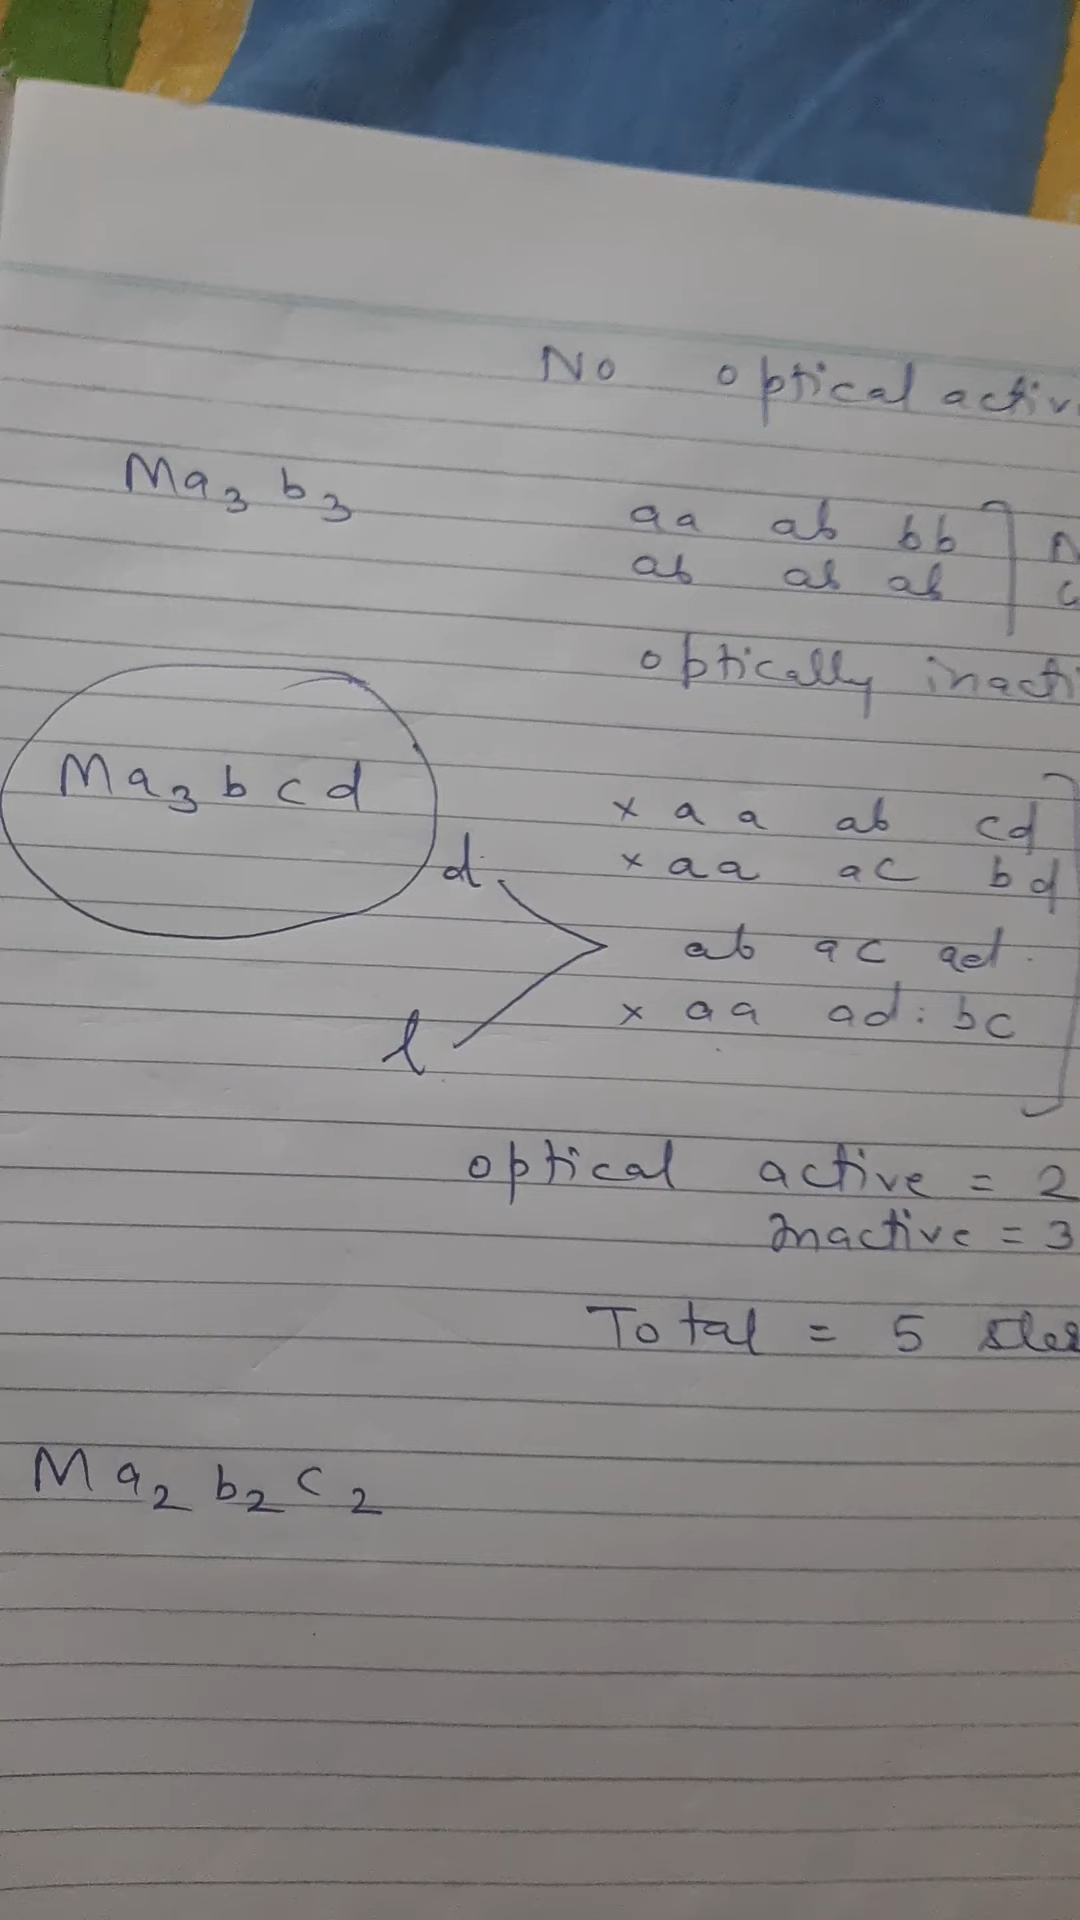 No optical activ
Ma3 b3
aa ab bb
ab ab ab
optically inacti
Ma3 b c d
x a a ab cd
x aa ac bd
d
ab ac ad.
x aa ad: bc
l
optical active = 2
Inactive = 3
Total = 5
Ma2 b2 c2